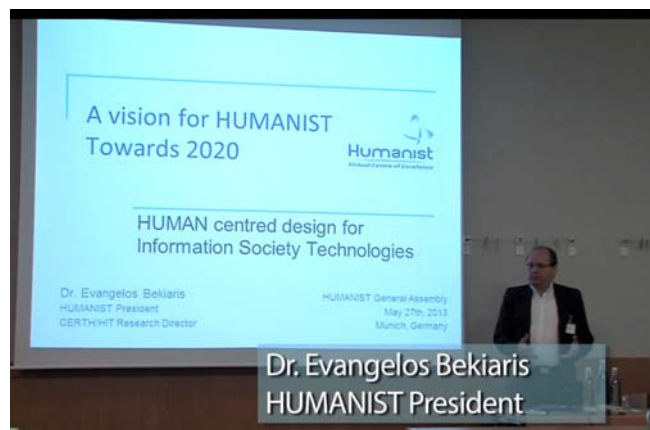 A vision for HUMANIST
Towards 2020
Humanist
Virtual Centre of Excellence
HUMAN centred design for
Information Society Technologies
Dr. Evangelos Bekiaris
HUMANIST President
CERTH\HIT Research Director
HUMANIST General Assembly
May 27th, 2013
Munich, Germany
Dr. Evangelos Bekiaris
HUMANIST President